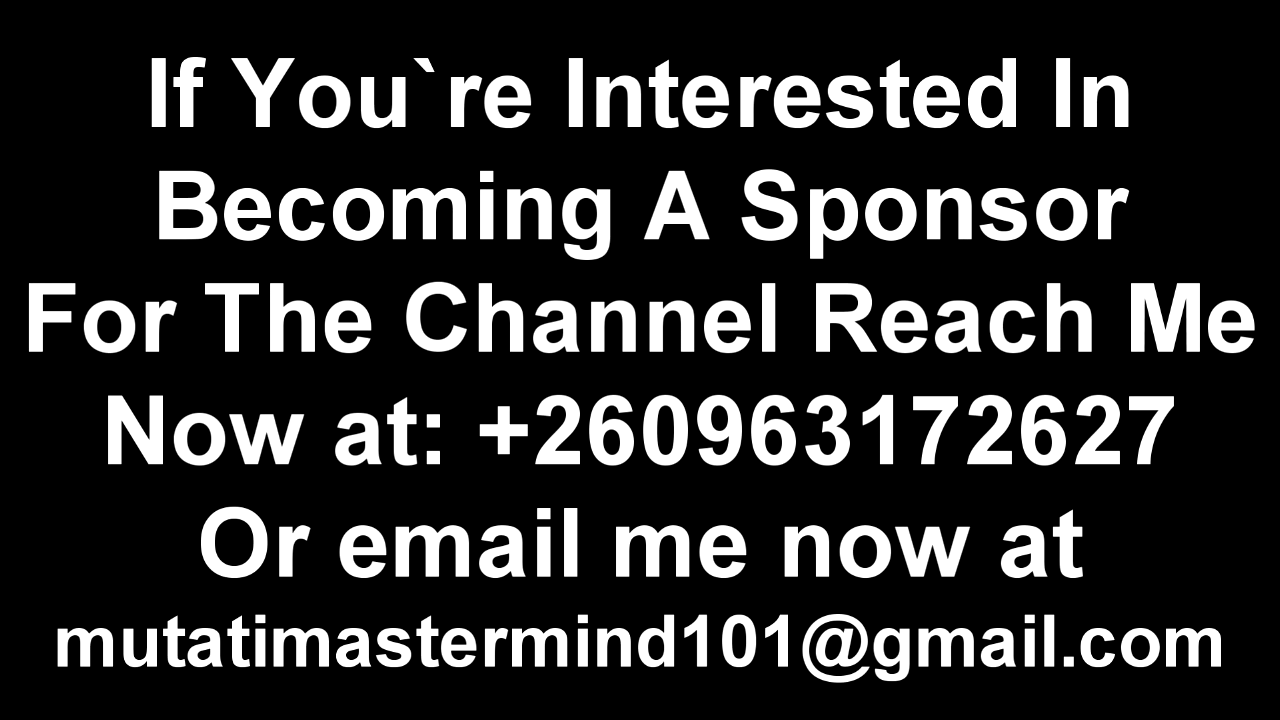 If You`re Interested In
Becoming A Sponsor
For The Channel Reach Me
Now at: +260963172627
Or email me now at
mutatimastermind101@gmail.com